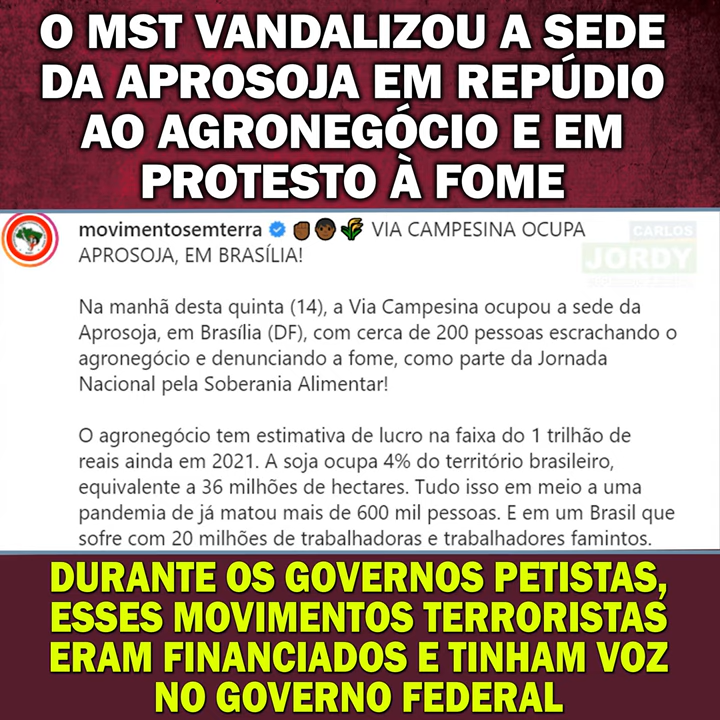 O MST VANDALIZOU A SEDE
DA APROSOJA EM REPÚDIO
AO AGRONEGÓCIO E EM
PROTESTO À FOME
movimentosemterra VIA CAMPESINA OCUPA
APROSOJA, EM BRASÍLIA!
CARLOS
JORDY
Na manhã desta quinta (14), a Via Campesina ocupou a sede da
Aprosoja, em Brasília (DF), com cerca de 200 pessoas escrachando o
agronegócio e denunciando a fome, como parte da Jornada
Nacional pela Soberania Alimentar!
O agronegócio tem estimativa de lucro na faixa do 1 trilhão de
reais ainda em 2021. A soja ocupa 4% do território brasileiro,
equivalente a 36 milhões de hectares. Tudo isso em meio a uma
pandemia de já matou mais de 600 mil pessoas. E em um Brasil que
sofre com 20 milhões de trabalhadoras e trabalhadores famintos.
DURANTE OS GOVERNOS PETISTAS,
ESSES MOVIMENTOS TERRORISTAS
ERAM FINANCIADOS E TINHAM VOZ
NO GOVERNO FEDERAL